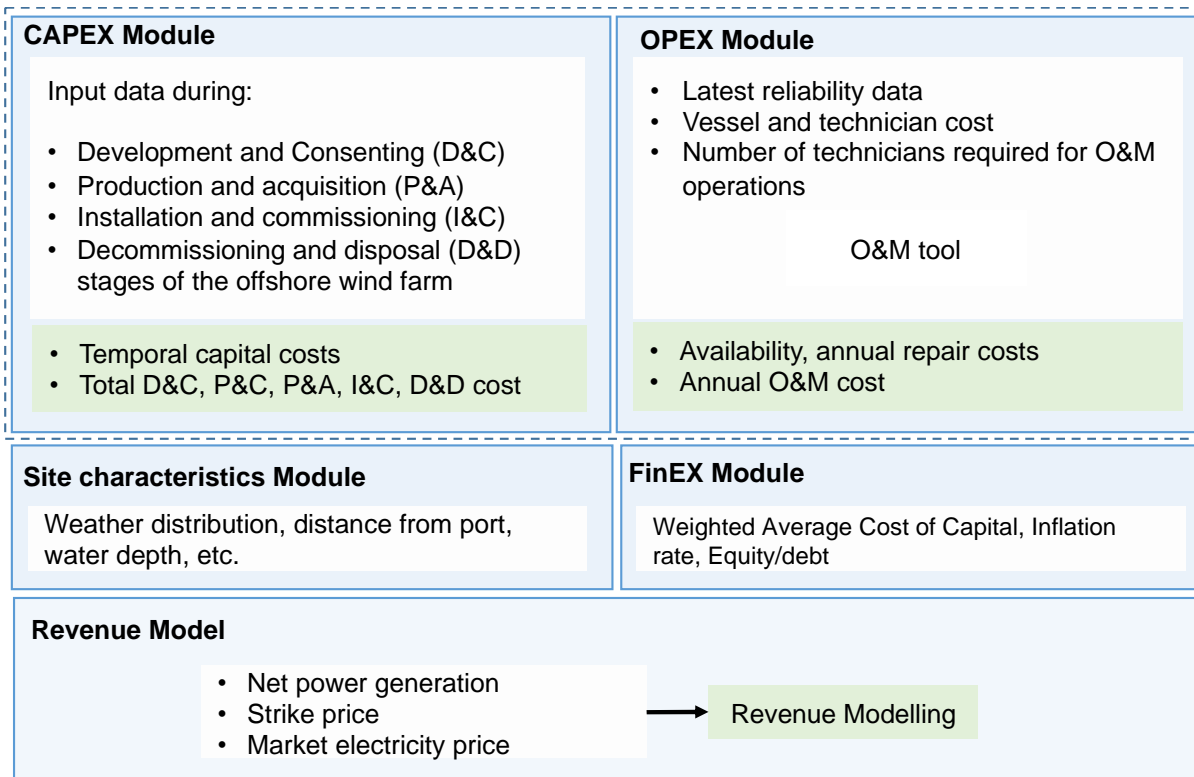 CAPEX Module
Input data during:
• Development and Consenting (D&C)
• Production and acquisition (P&A)
• Installation and commissioning (I&C)
• Decommissioning and disposal (D&D)
stages of the offshore wind farm
• Temporal capital costs
• Total D&C, P&C, P&A, I&C, D&D cost
OPEX Module
• Latest reliability data
• Vessel and technician cost
• Number of technicians required for O&M
operations
O&M tool
• Availability, annual repair costs
• Annual O&M cost
Site characteristics Module
Weather distribution, distance from port,
water depth, etc.
FinEX Module
Weighted Average Cost of Capital, Inflation
rate, Equity/debt
Revenue Model
• Net power generation
• Strike price
• Market electricity price
Revenue Modelling